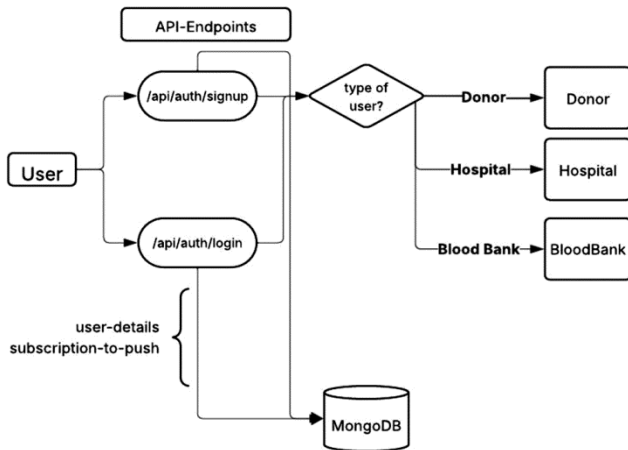 API-Endpoints
/api/auth/signup
type of
user?
Donor
Donor
User
Hospital
Hospital
/api/auth/login
Blood Bank
BloodBank
user-details
subscription-to-push
MongoDB